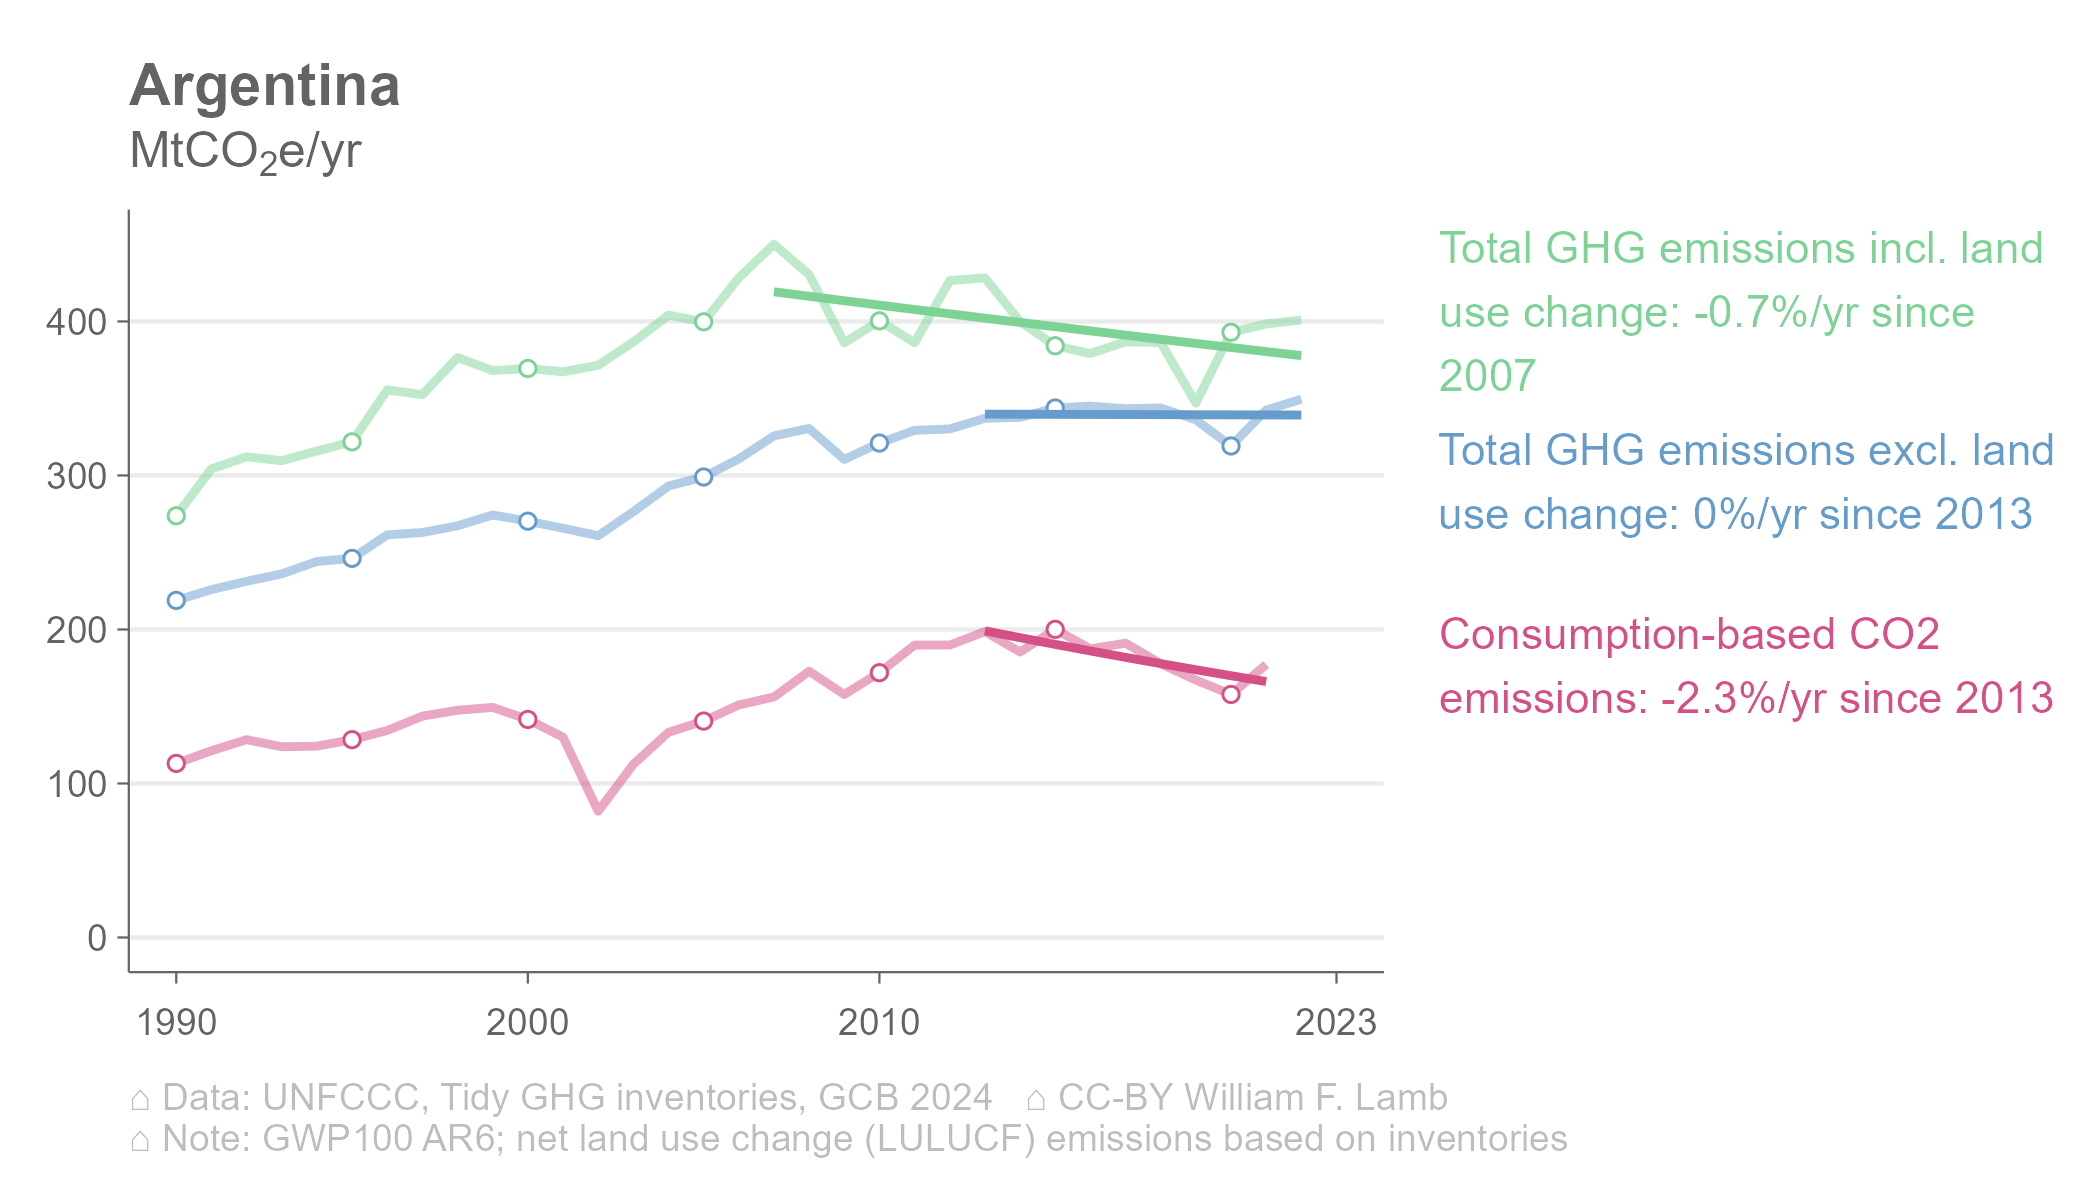 Argentina
MtCO₂e/yr
Total GHG emissions incl. land
use change: -0.7%/yr since
2007
Total GHG emissions excl. land
use change: 0%/yr since 2013
Consumption-based CO2
emissions: -2.3%/yr since 2013
400
300
200
100
0
1990 2000 2010 2023
⌂ Data: UNFCCC, Tidy GHG inventories, GCB 2024 ⌂ CC-BY William F. Lamb
⌂ Note: GWP100 AR6; net land use change (LULUCF) emissions based on inventories